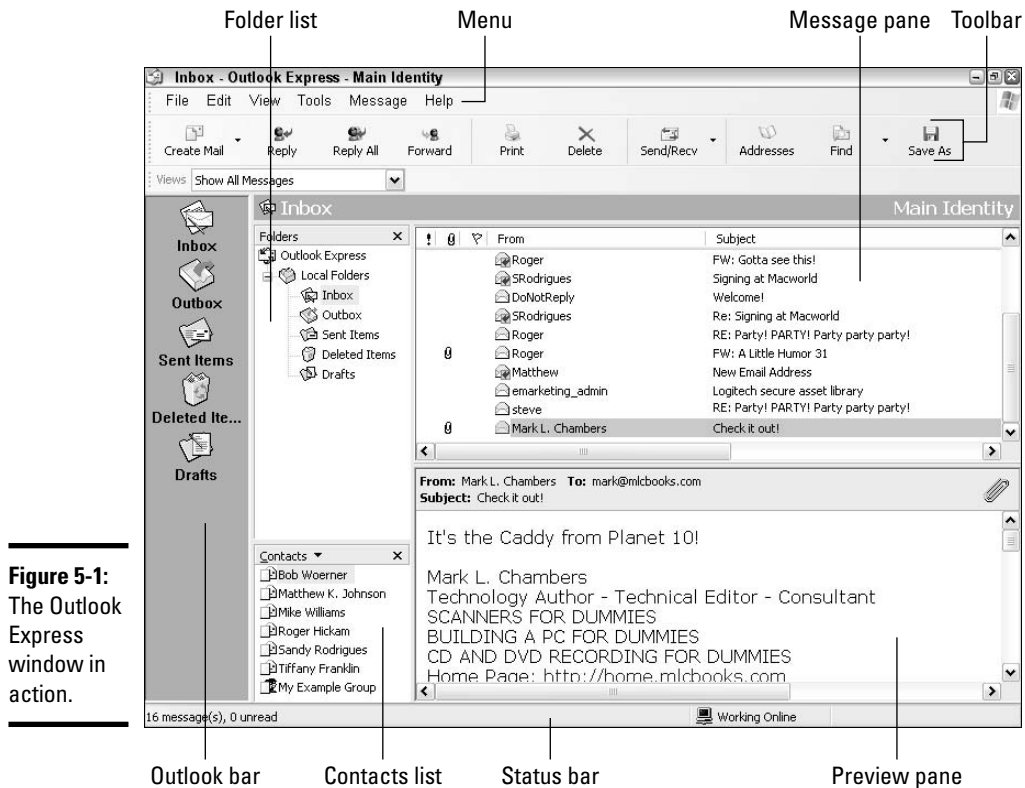 Folder list
Menu
Message pane
Toolbar
Inbox - Outlook Express - Main Identity
File Edit View Tools Message Help
Create Mail Reply Reply All Forward Print Delete Send/Recv Addresses Find Save As
Views Show All Messages
Inbox
Outbox
Sent Items
Deleted Ite...
Drafts
Inbox Main Identity
Folders
Outlook Express
Local Folders
Inbox
Outbox
Sent Items
Deleted Items
Drafts
From Subject
Roger FW: Gotta see this!
SRodrigues Signing at Macworld
DoNotReply Welcome!
SRodrigues Re: Signing at Macworld
Roger RE: Party! PARTY! Party party party!
Roger FW: A Little Humor 31
Matthew New Email Address
emarketing_admin Logitech secure asset library
steve RE: Party! PARTY! Party party party!
Mark L. Chambers Check it out!
From: Mark L. Chambers To: mark@mlcbooks.com
Subject: Check it out!
It's the Caddy from Planet 10!
Mark L. Chambers
Technology Author - Technical Editor - Consultant
SCANNERS FOR DUMMIES
BUILDING A PC FOR DUMMIES
CD AND DVD RECORDING FOR DUMMIES
Home Page: http://home.mlcbooks.com
Contacts
Bob Woerner
Matthew K. Johnson
Mike Williams
Roger Hickam
Sandy Rodrigues
Tiffany Franklin
My Example Group
16 message(s), 0 unread
Working Online
Outlook bar
Contacts list
Status bar
Preview pane
Figure 5-1:
The Outlook
Express
window in
action.